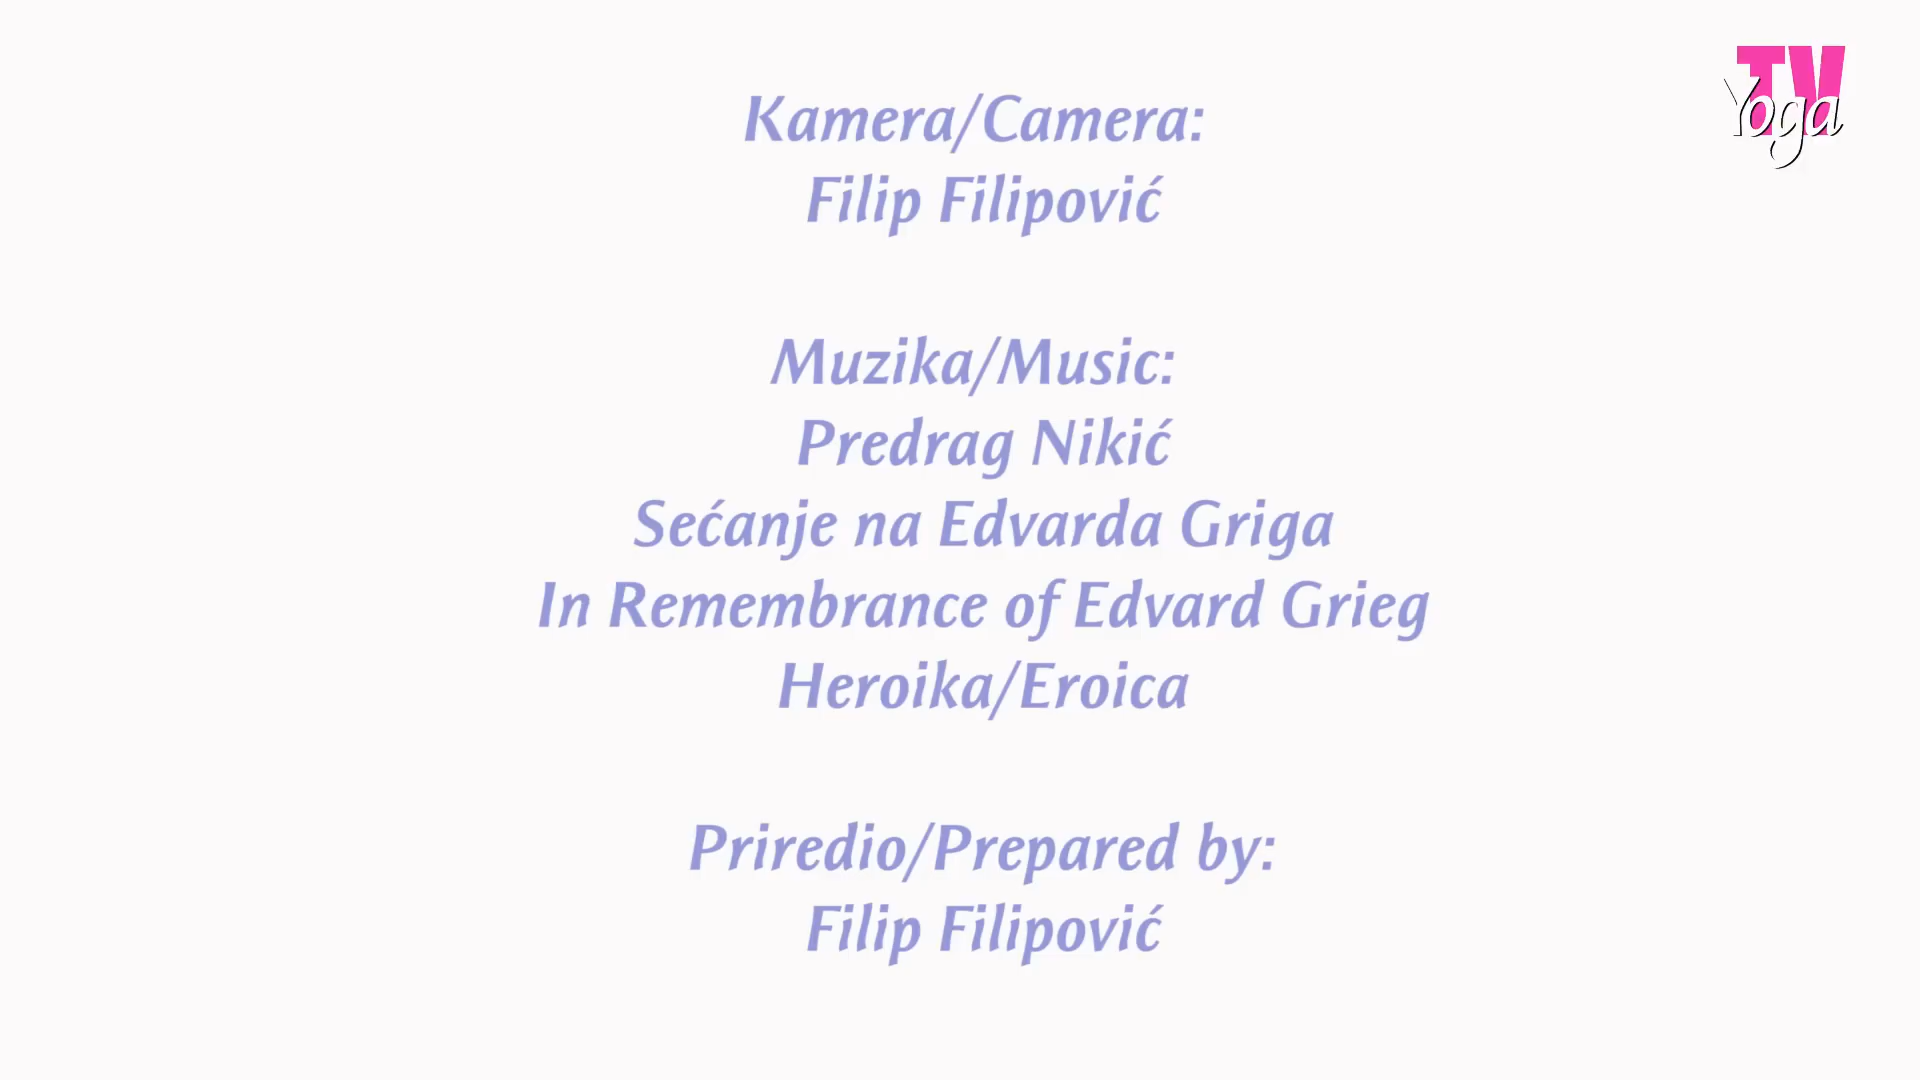 TV
Yoga
Kamera/Camera:
Filip Filipović
Muzika/Music:
Predrag Nikić
Sećanje na Edvarda Griga
In Remembrance of Edvard Grieg
Heroika/Eroica
Priredio/Prepared by:
Filip Filipović